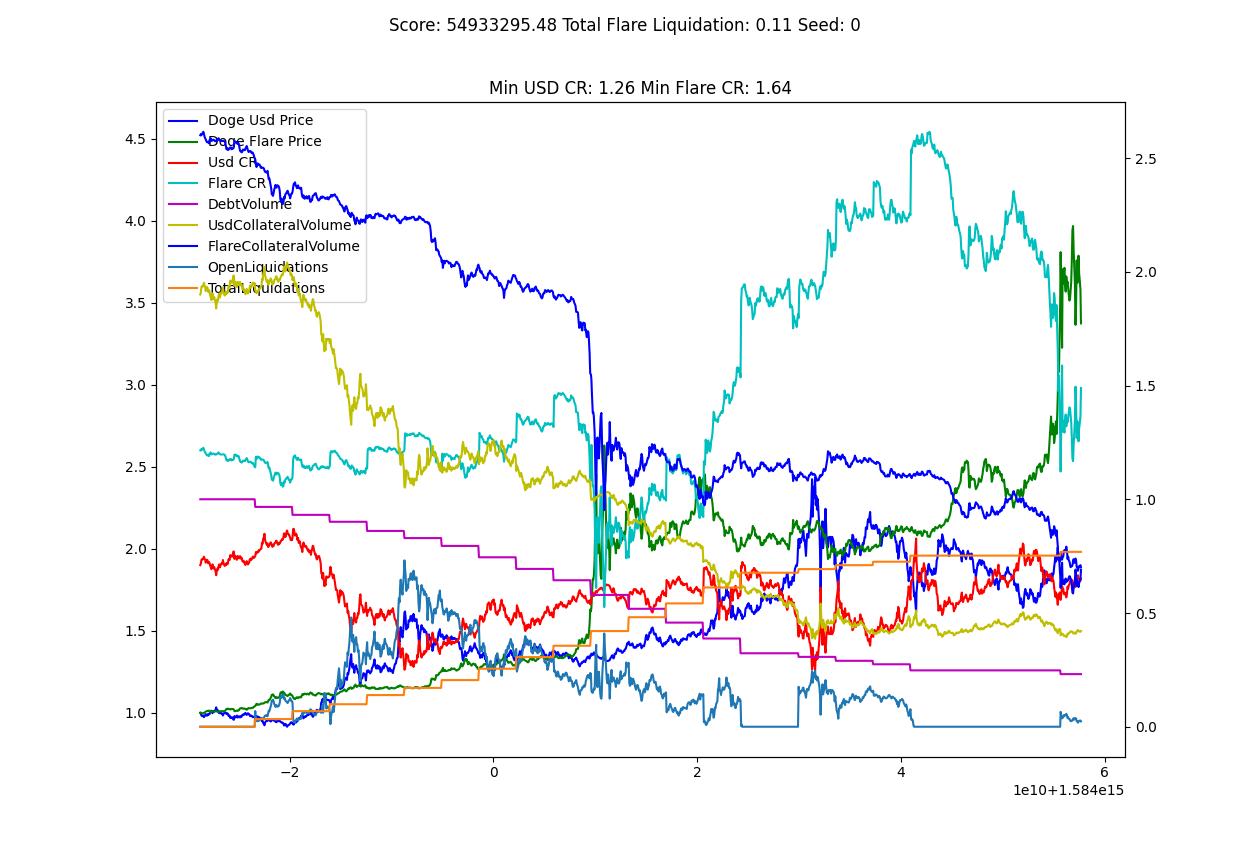 Score: 54933295.48 Total Flare Liquidation: 0.11 Seed: 0
Min USD CR: 1.26 Min Flare CR: 1.64
Doge Usd Price
Doge Flare Price
Usd CR
Flare CR
DebtVolume
UsdCollateralVolume
FlareCollateralVolume
OpenLiquidations
TotalLiquidations
4.5
4.0
3.5
3.0
2.5
2.0
1.5
1.0
2.5
2.0
1.5
1.0
0.5
0.0
−2
0
2
4
6
1e10+1.584e15